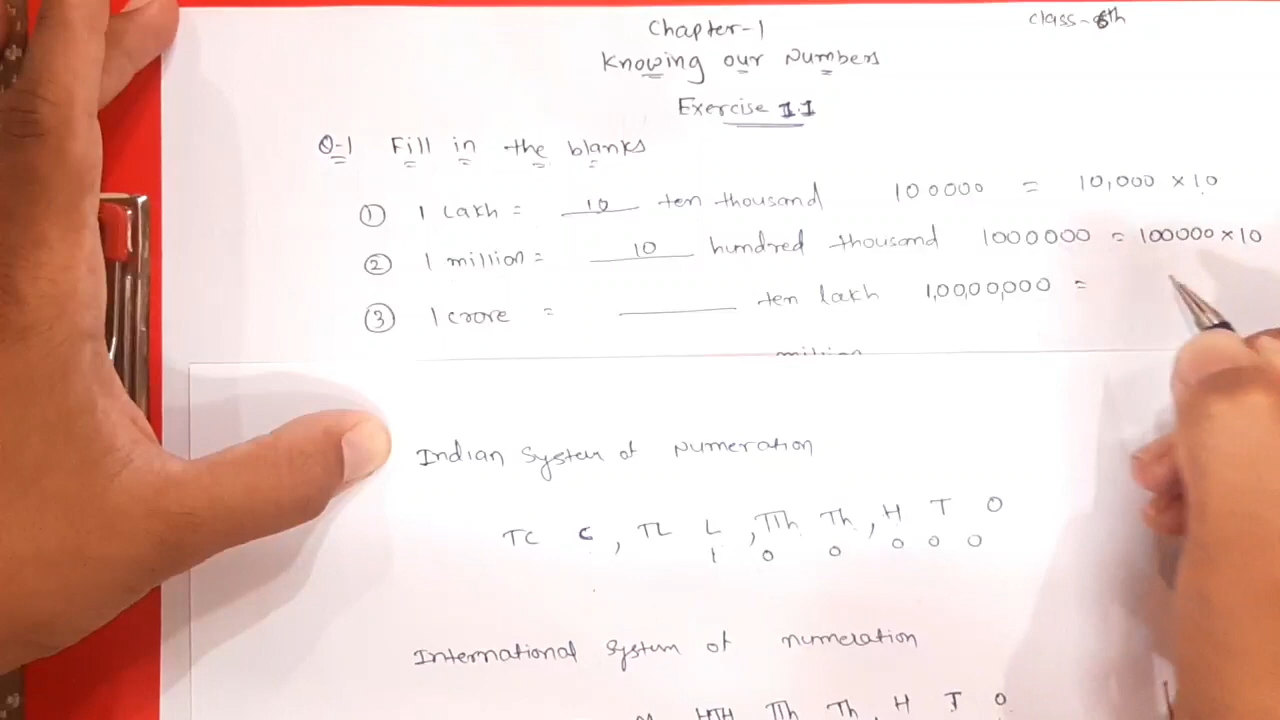 Chapter-1
class-6th
Knowing our Numbers
Exercise 1.1
Q-1 Fill in the blanks
① 1 Lakh = 10 ten thousand 100000 = 10,000 × 10
② 1 million = 10 hundred thousand 1000000 = 100000 × 10
③ 1 crore = ________ ten lakh 1,00,00,000 =
million
Indian System of Numeration
TC C , TL L , TTh Th , H T O
1 0 0 0 0 0
International System of numeration
M HTH TTh Th , H T O